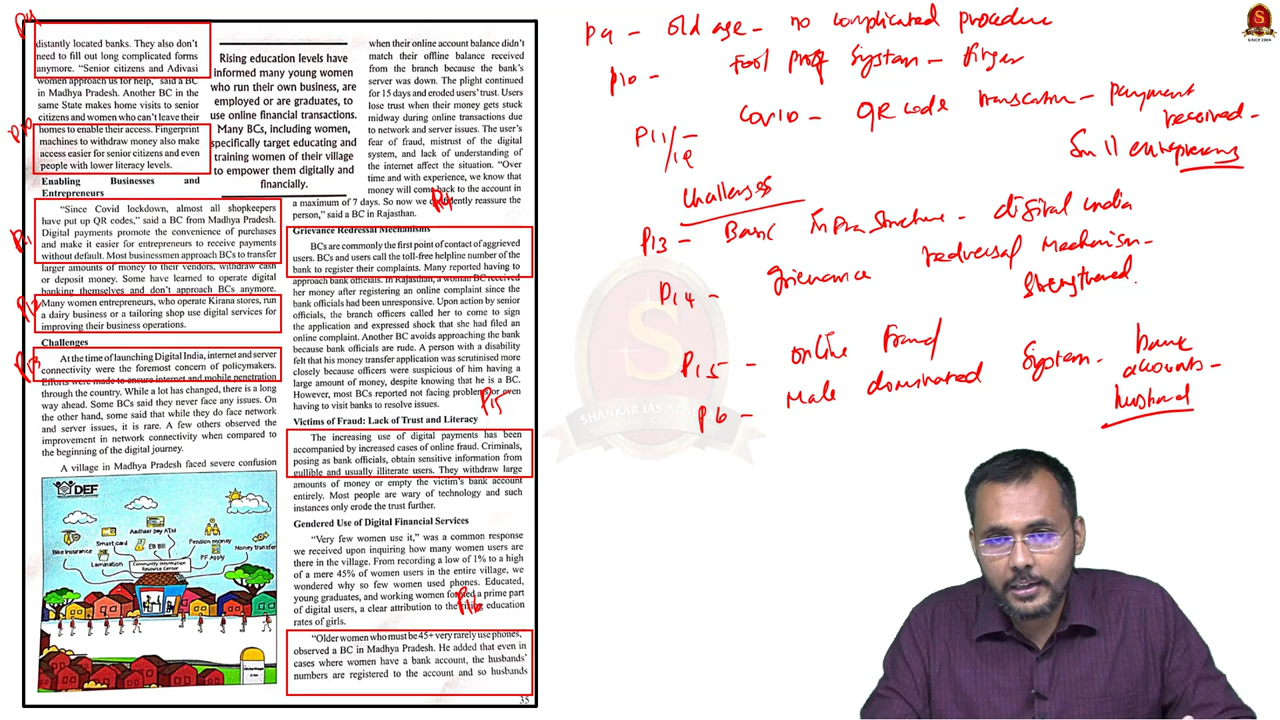 P9
distantly located banks. They also don't
need to fill out long complicated forms
anymore. "Senior citizens and Adivasi
women approach us for help," said a BC
in Madhya Pradesh. Another BC in the
same State makes home visits to senior
citizens and women who can't leave their
P10
homes to enable their access. Fingerprint
machines to withdraw money also make
access easier for senior citizens and even
people with lower literacy levels.
Enabling Businesses and
Entrepreneurs
"Since Covid lockdown, almost all shopkeepers
have put up QR codes," said a BC from Madhya Pradesh.
P11
Digital payments promote the convenience of purchases
and make it easier for entrepreneurs to receive payments
without default. Most businessmen approach BCs to transfer
larger amounts of money to their vendors, withdraw cash
or deposit money. Some have learned to operate digital
banking themselves and don't approach BCs anymore.
P12
Many women entrepreneurs, who operate Kirana stores, run
a dairy business or a tailoring shop use digital services for
improving their business operations.
Challenges
P13
At the time of launching Digital India, internet and server
connectivity were the foremost concern of policymakers.
Efforts were made to ensure internet and mobile penetration
through the country. While a lot has changed, there is a long
way ahead. Some BCs said they never face any issues. On
the other hand, some said that while they do face network
and server issues, it is rare. A few others observed the
improvement in network connectivity when compared to
the beginning of the digital journey.
A village in Madhya Pradesh faced severe confusion
DEF
Aadhaar Pay ATM
Smart card
EB Bill
Pension money
Bike Insurance
Money transfer
Lamination
PF Apply
Community Information
Resource Center
Rising education levels have
informed many young women
who run their own business, are
employed or are graduates, to
use online financial transactions.
Many BCs, including women,
specifically target educating and
training women of their village
to empower them digitally and
financially.
when their online account balance didn't
match their offline balance received
from the branch because the bank's
server was down. The plight continued
for 15 days and eroded users' trust. Users
lose trust when their money gets stuck
midway during online transactions due
to network and server issues. The user's
fear of fraud, mistrust of the digital
system, and lack of understanding of
the internet affect the situation. "Over
time and with experience, we know that
money will come back to the account in
a maximum of 7 days. So now we confidently reassure the
person," said a BC in Rajasthan.
Grievance Redressal Mechanisms
BCs are commonly the first point of contact of aggrieved
users. BCs and users call the toll-free helpline number of the
bank to register their complaints. Many reported having to
approach bank officials. In Rajasthan, a woman BC received
her money after registering an online complaint since the
bank officials had been unresponsive. Upon action by senior
officials, the branch officers called her to come to sign
the application and expressed shock that she had filed an
online complaint. Another BC avoids approaching the bank
because bank officials are rude. A person with a disability
felt that his money transfer application was scrutinised more
closely because officers were suspicious of him having a
large amount of money, despite knowing that he is a BC.
However, most BCs reported not facing problems or even
having to visit banks to resolve issues.
P15
Victims of Fraud: Lack of Trust and Literacy
The increasing use of digital payments has been
accompanied by increased cases of online fraud. Criminals,
posing as bank officials, obtain sensitive information from
gullible and usually illiterate users. They withdraw large
amounts of money or empty the victim's bank account
entirely. Most people are wary of technology and such
instances only erode the trust further.
Gendered Use of Digital Financial Services
"Very few women use it," was a common response
we received upon inquiring how many women users are
there in the village. From recording a low of 1% to a high
of a mere 45% of women users in the entire village, we
wondered why so few women used phones. Educated,
young graduates, and working women formed a prime part
of digital users, a clear attribution to the rising education
rates of girls.
P16
"Older women who must be 45+ very rarely use phones,
observed a BC in Madhya Pradesh. He added that even in
cases where women have a bank account, the husbands'
numbers are registered to the account and so husbands
35
P9 - old age - no complicated procedure
P10 - Fool proof System - finger
P11/12 - Covid - QR code transcation - payment
received -
Small entrepreneurs
Challenges
P13 - Basic Infrastructure - digital india
P14 - grievance redversal mechanism -
strengthened.
P15 - online Fraud
P16 - Male dominated System - bank
accounts -
husband
SHANKAR IAS ACADEMY
SINCE 2004